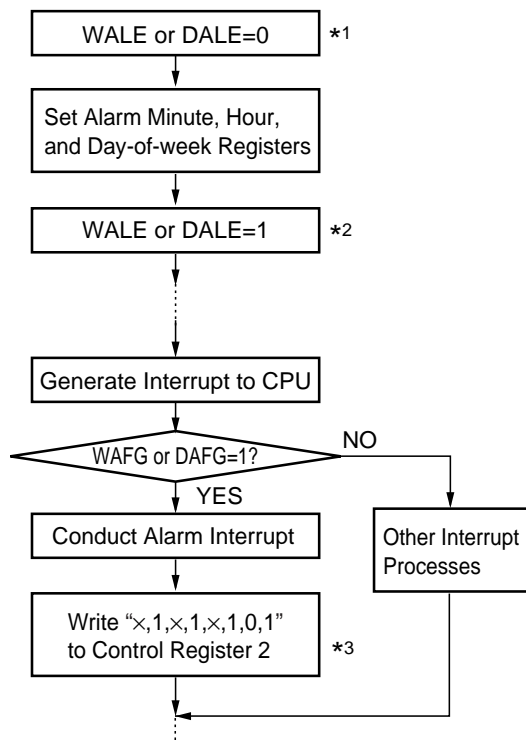 WALE or DALE=0 *1
Set Alarm Minute, Hour,
and Day-of-week Registers
WALE or DALE=1 *2
Generate Interrupt to CPU
WAFG or DAFG=1?
NO
YES
Conduct Alarm Interrupt
Other Interrupt
Processes
Write “×,1,×,1,×,1,0,1”
to Control Register 2 *3